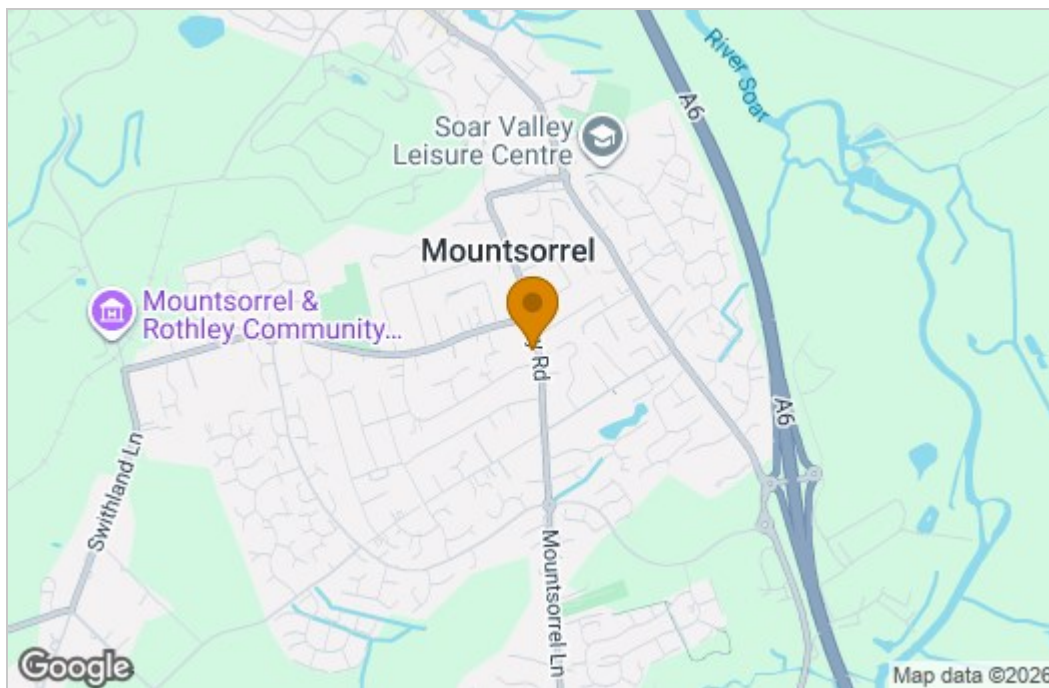 River Soar
A6
Soar Valley
Leisure Centre
Mountsorrel
Mountsorrel &
Rothley Community...
Rd
A6
Swithland Ln
Mountsorrel Ln
Google
Map data ©2026